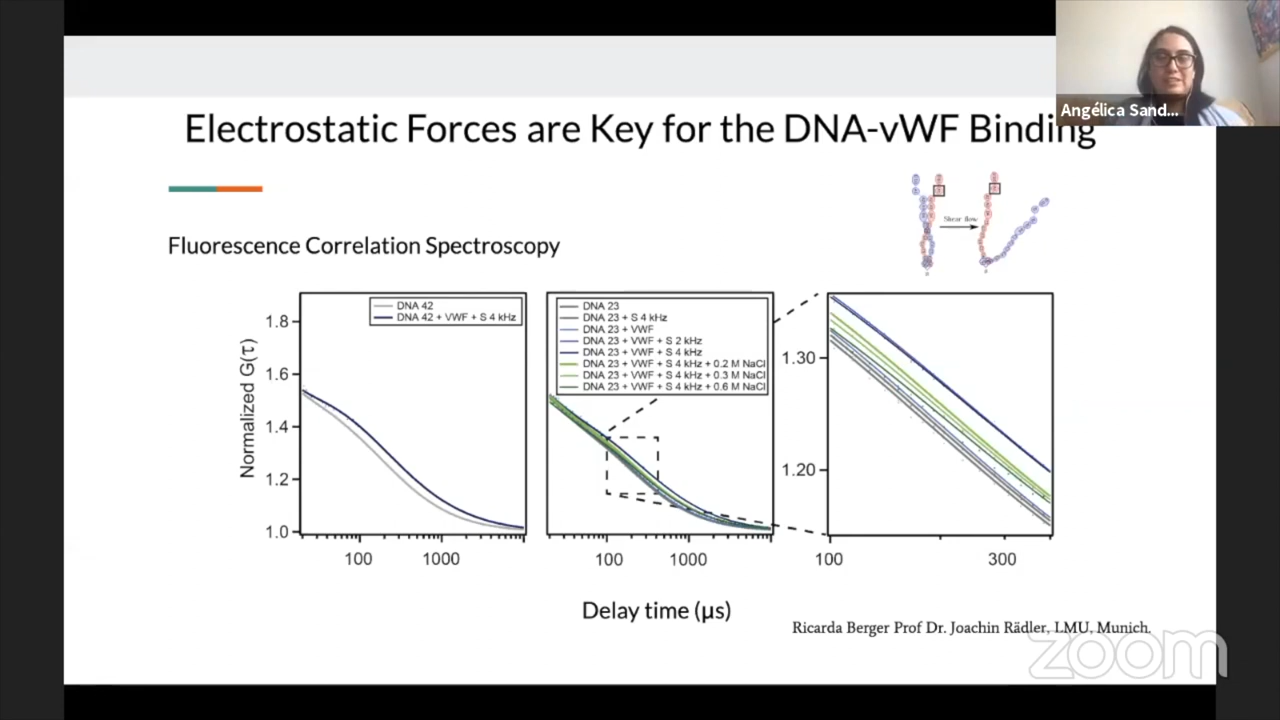 Angélica Sand...
Electrostatic Forces are Key for the DNA-vWF Binding
Shear flow
Fluorescence Correlation Spectroscopy
Normalized G(τ)
1.8
1.6
1.4
1.2
1.0
DNA 42
DNA 42 + VWF + S 4 kHz
100
1000
DNA 23
DNA 23 + S 4 kHz
DNA 23 + VWF
DNA 23 + VWF + S 2 kHz
DNA 23 + VWF + S 4 kHz
DNA 23 + VWF + S 4 kHz + 0.2 M NaCl
DNA 23 + VWF + S 4 kHz + 0.3 M NaCl
DNA 23 + VWF + S 4 kHz + 0.6 M NaCl
100
1000
1.30
1.20
100
300
Delay time (μs)
Ricarda Berger Prof Dr. Joachin Rädler, LMU, Munich.
zoom